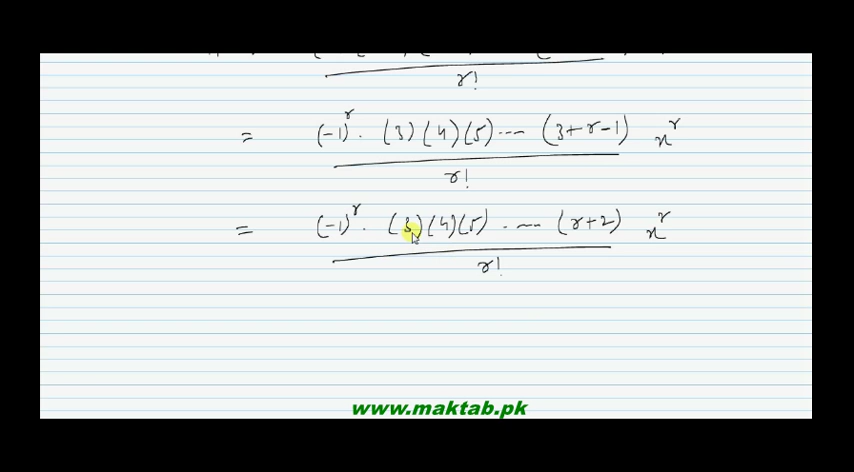 r!
= (-1)^r . (3)(4)(5) ---- (3+r-1) x^r
r!
= (-1)^r . (3)(4)(5) . --- (r+2) x^r
r!
www.maktab.pk